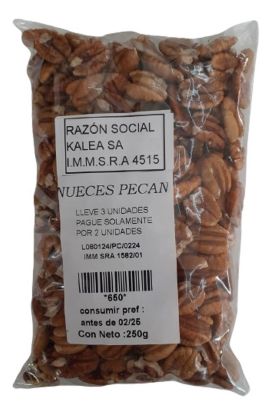 RAZÓN SOCIAL
KALEA SA
I.M.M.S.R.A 4515
NUECES PECAN
LLEVE 3 UNIDADES
PAGUE SOLAMENTE
POR 2 UNIDADES
L080124/PC/0224
IMM SRA 1582/01
*650*
consumir pref :
antes de 02/25
Con Neto :250g